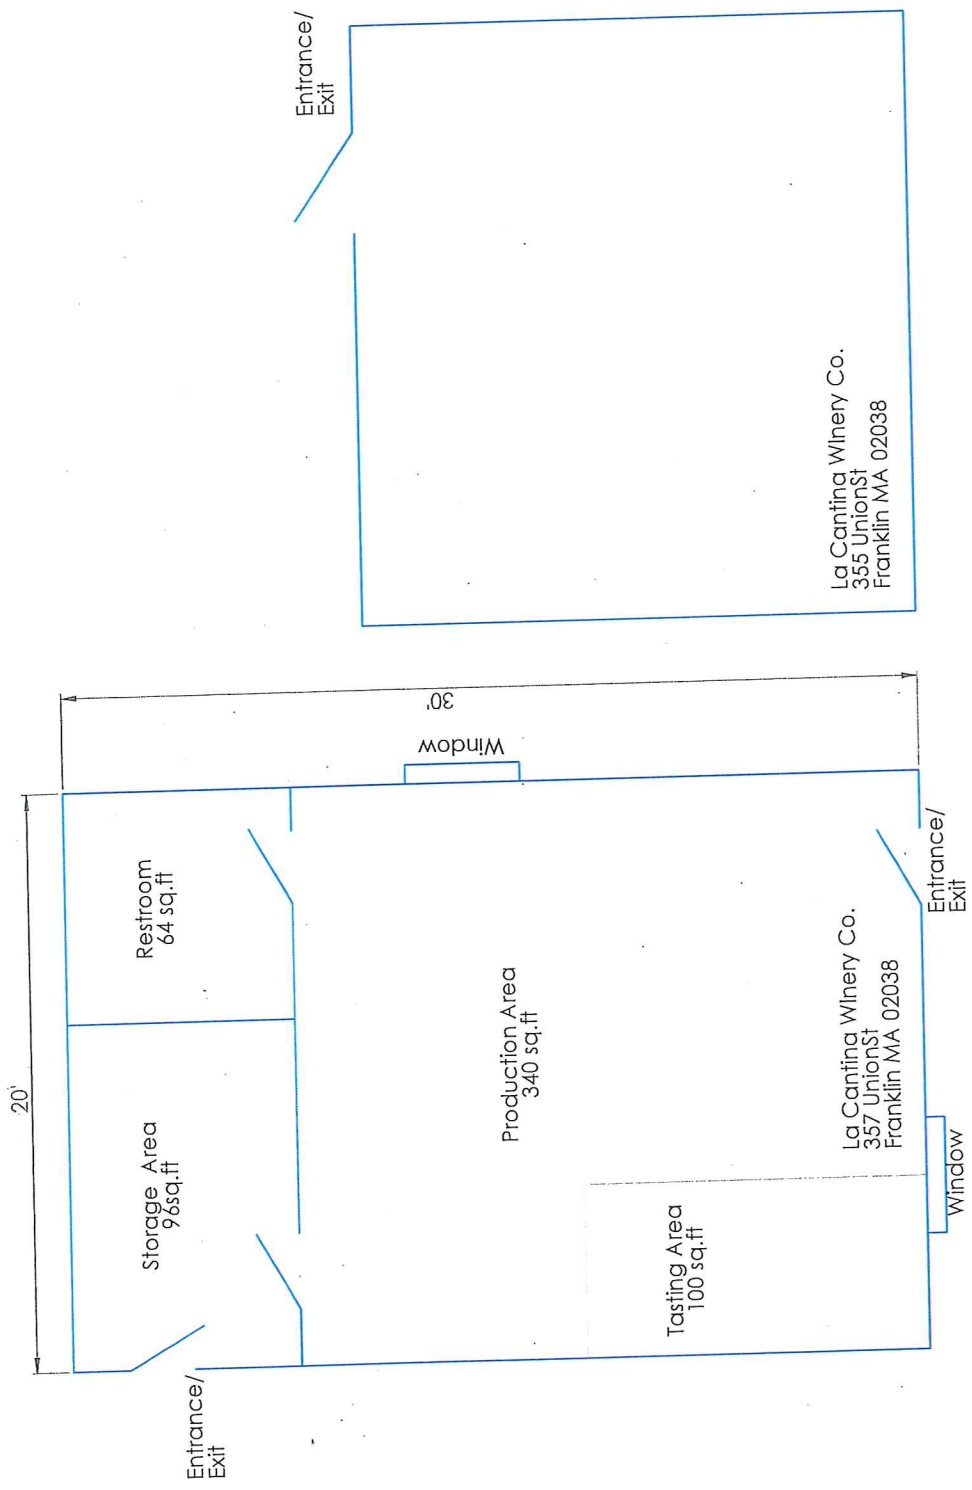 20'
30'
Entrance/
Exit
Storage Area
96sq.ft
Restroom
64 sq.ft
Window
Production Area
340 sq.ft
Tasting Area
100 sq.ft
La Cantina WInery Co.
357 UnionSt
Franklin MA 02038
Window
Entrance/
Exit
Entrance/
Exit
La Cantina WInery Co.
355 UnionSt
Franklin MA 02038